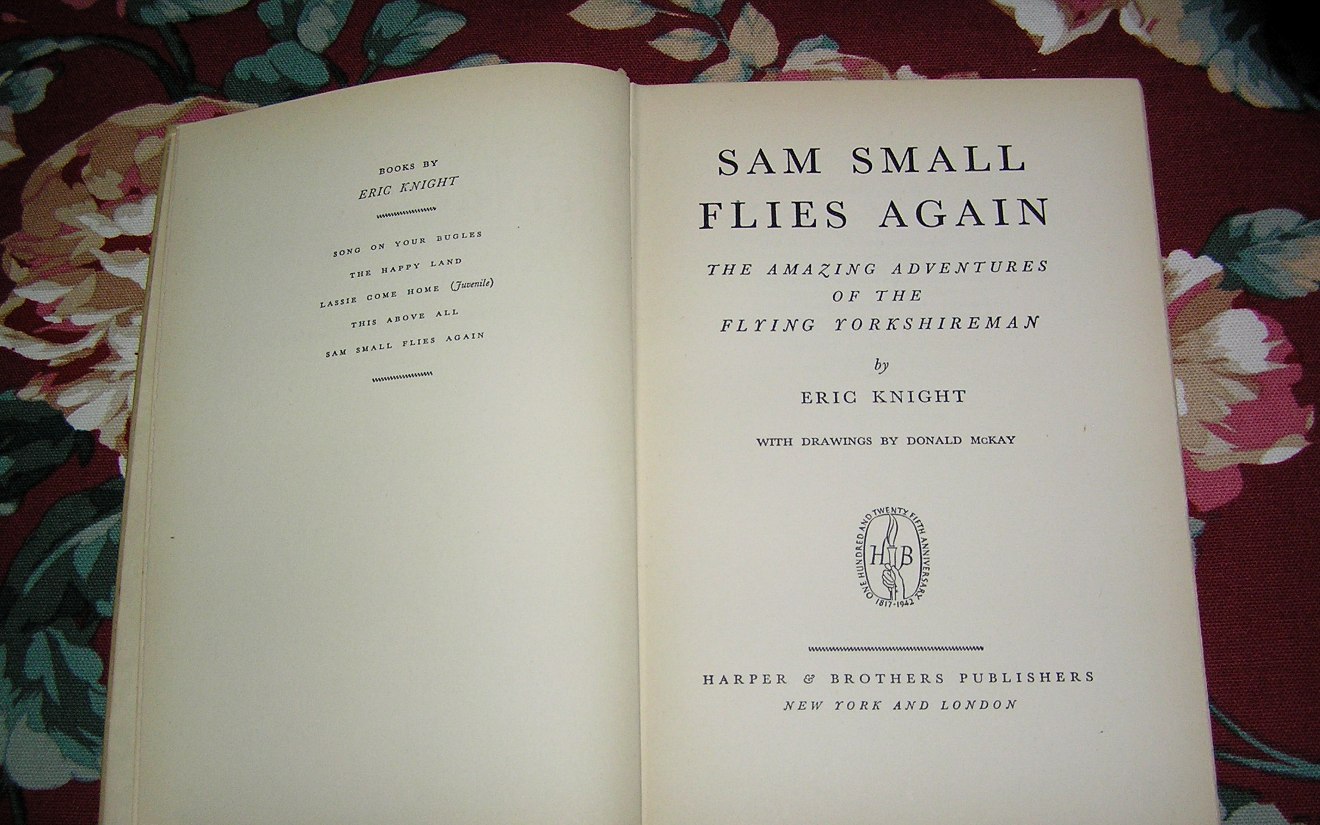 BOOKS BY
ERIC KNIGHT
SONG ON YOUR BUGLES
THE HAPPY LAND
LASSIE COME HOME (Juvenile)
THIS ABOVE ALL
SAM SMALL FLIES AGAIN
SAM SMALL
FLIES AGAIN
THE AMAZING ADVENTURES
OF THE
FLYING YORKSHIREMAN
by
ERIC KNIGHT
WITH DRAWINGS BY DONALD McKAY
ONE HUNDRED AND TWENTY FIFTH ANNIVERSARY
H B
1817-1942
HARPER & BROTHERS PUBLISHERS
NEW YORK AND LONDON